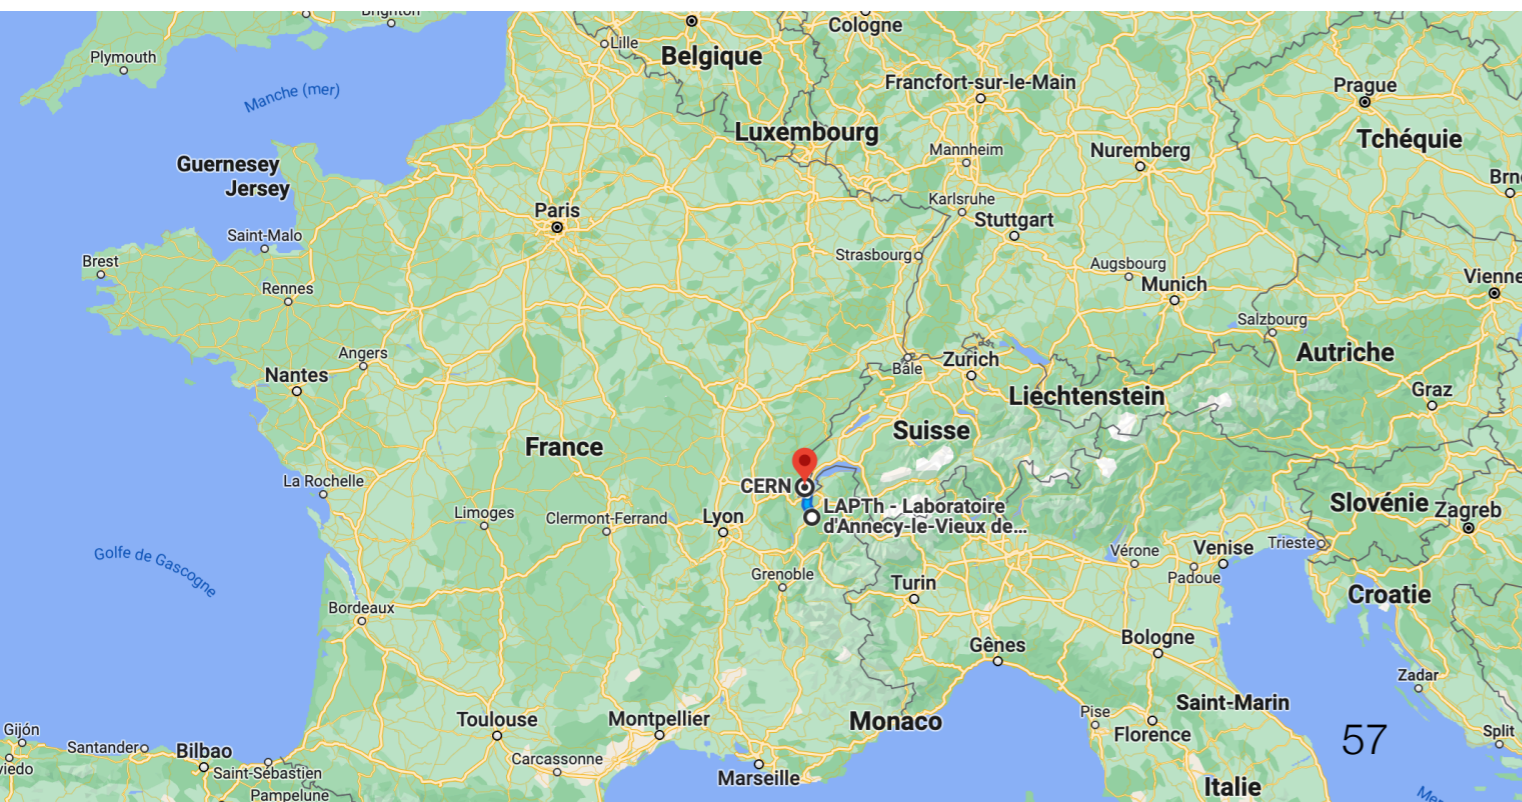 Brighton
Cologne
Lille
Belgique
Plymouth
Francfort-sur-le-Main
Prague
Manche (mer)
Luxembourg
Tchéquie
Mannheim
Nuremberg
Guernesey
Jersey
Brn
Karlsruhe
Paris
Stuttgart
Saint-Malo
Strasbourg
Brest
Augsbourg
Munich
Vienne
Rennes
Salzbourg
Angers
Zurich
Autriche
Bâle
Nantes
Liechtenstein
Graz
Suisse
France
La Rochelle
CERN
LAPTh - Laboratoire
d'Annecy-le-Vieux de...
Limoges
Clermont-Ferrand
Lyon
Slovénie
Zagreb
Golfe de Gascogne
Vérone
Venise
Trieste
Grenoble
Padoue
Turin
Croatie
Bordeaux
Gênes
Bologne
Zadar
Saint-Marin
Toulouse
Montpellier
Monaco
Pise
Florence
57
Gijón
Santander
Bilbao
Split
viedo
Saint-Sébastien
Carcassonne
Marseille
Pampelune
Italie
Mer